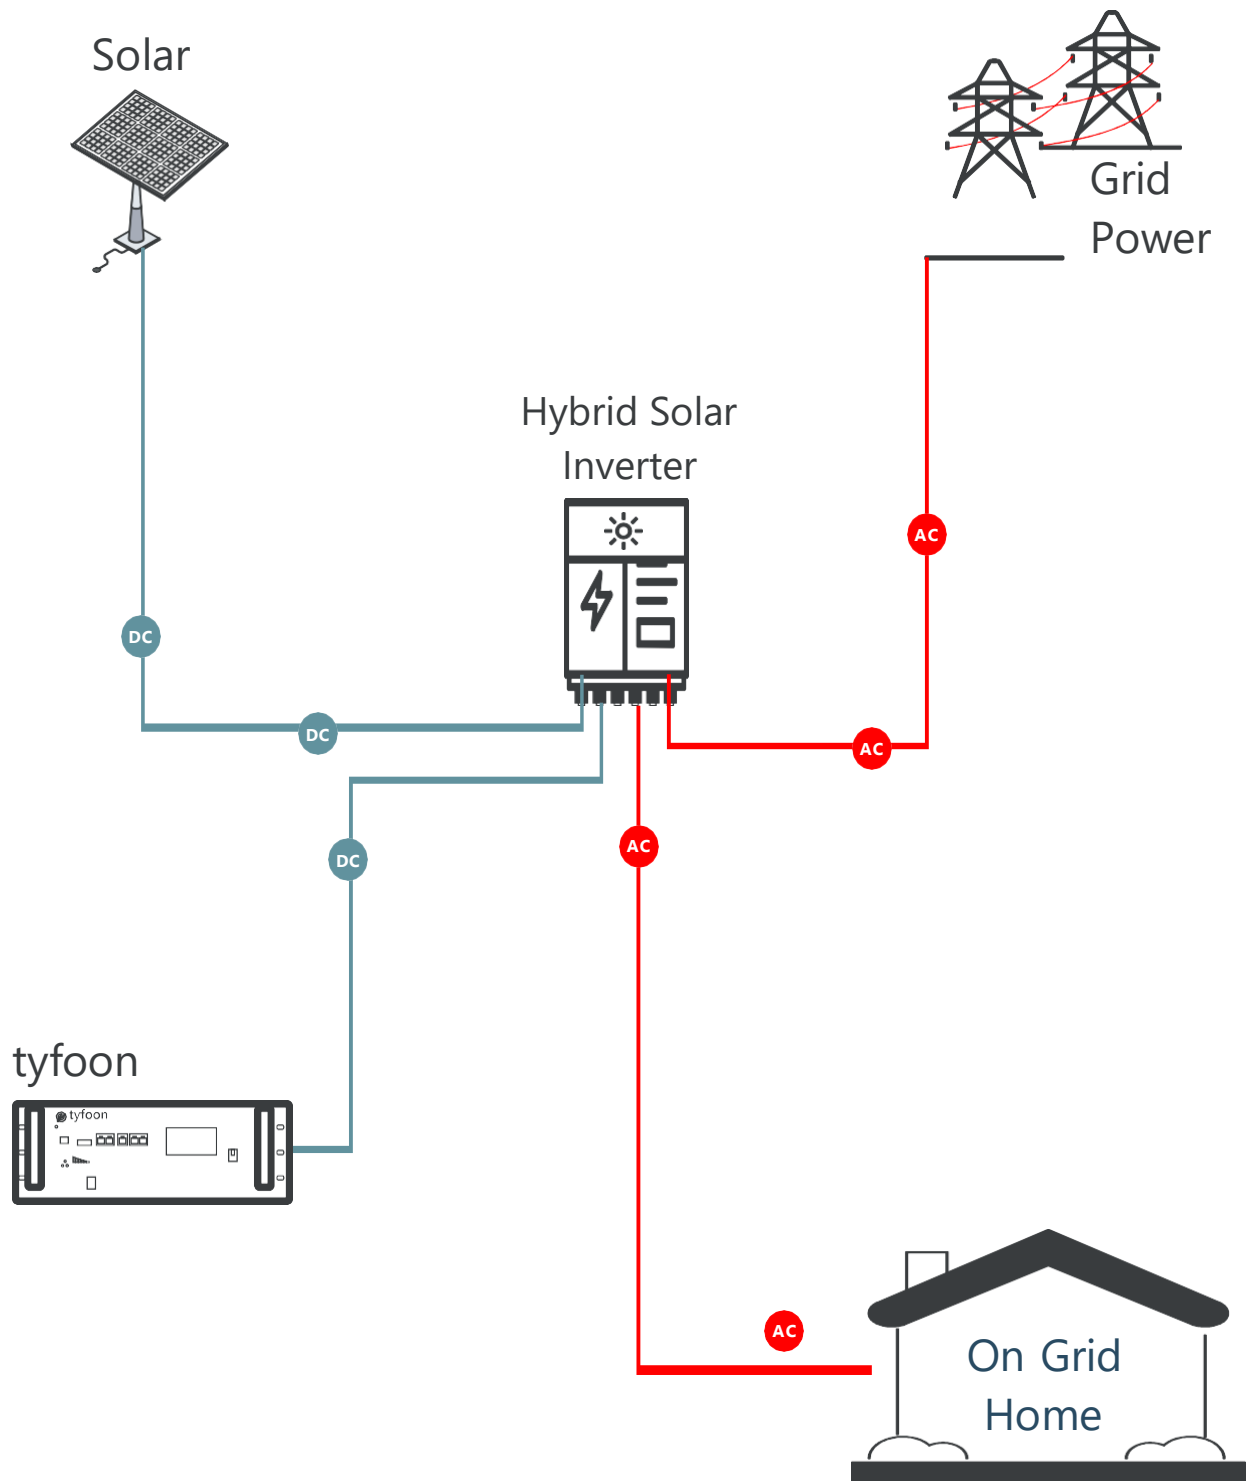 Solar
Grid
Power
Hybrid Solar
Inverter
AC
DC
DC
AC
AC
DC
tyfoon
tyfoon
AC
On Grid
Home